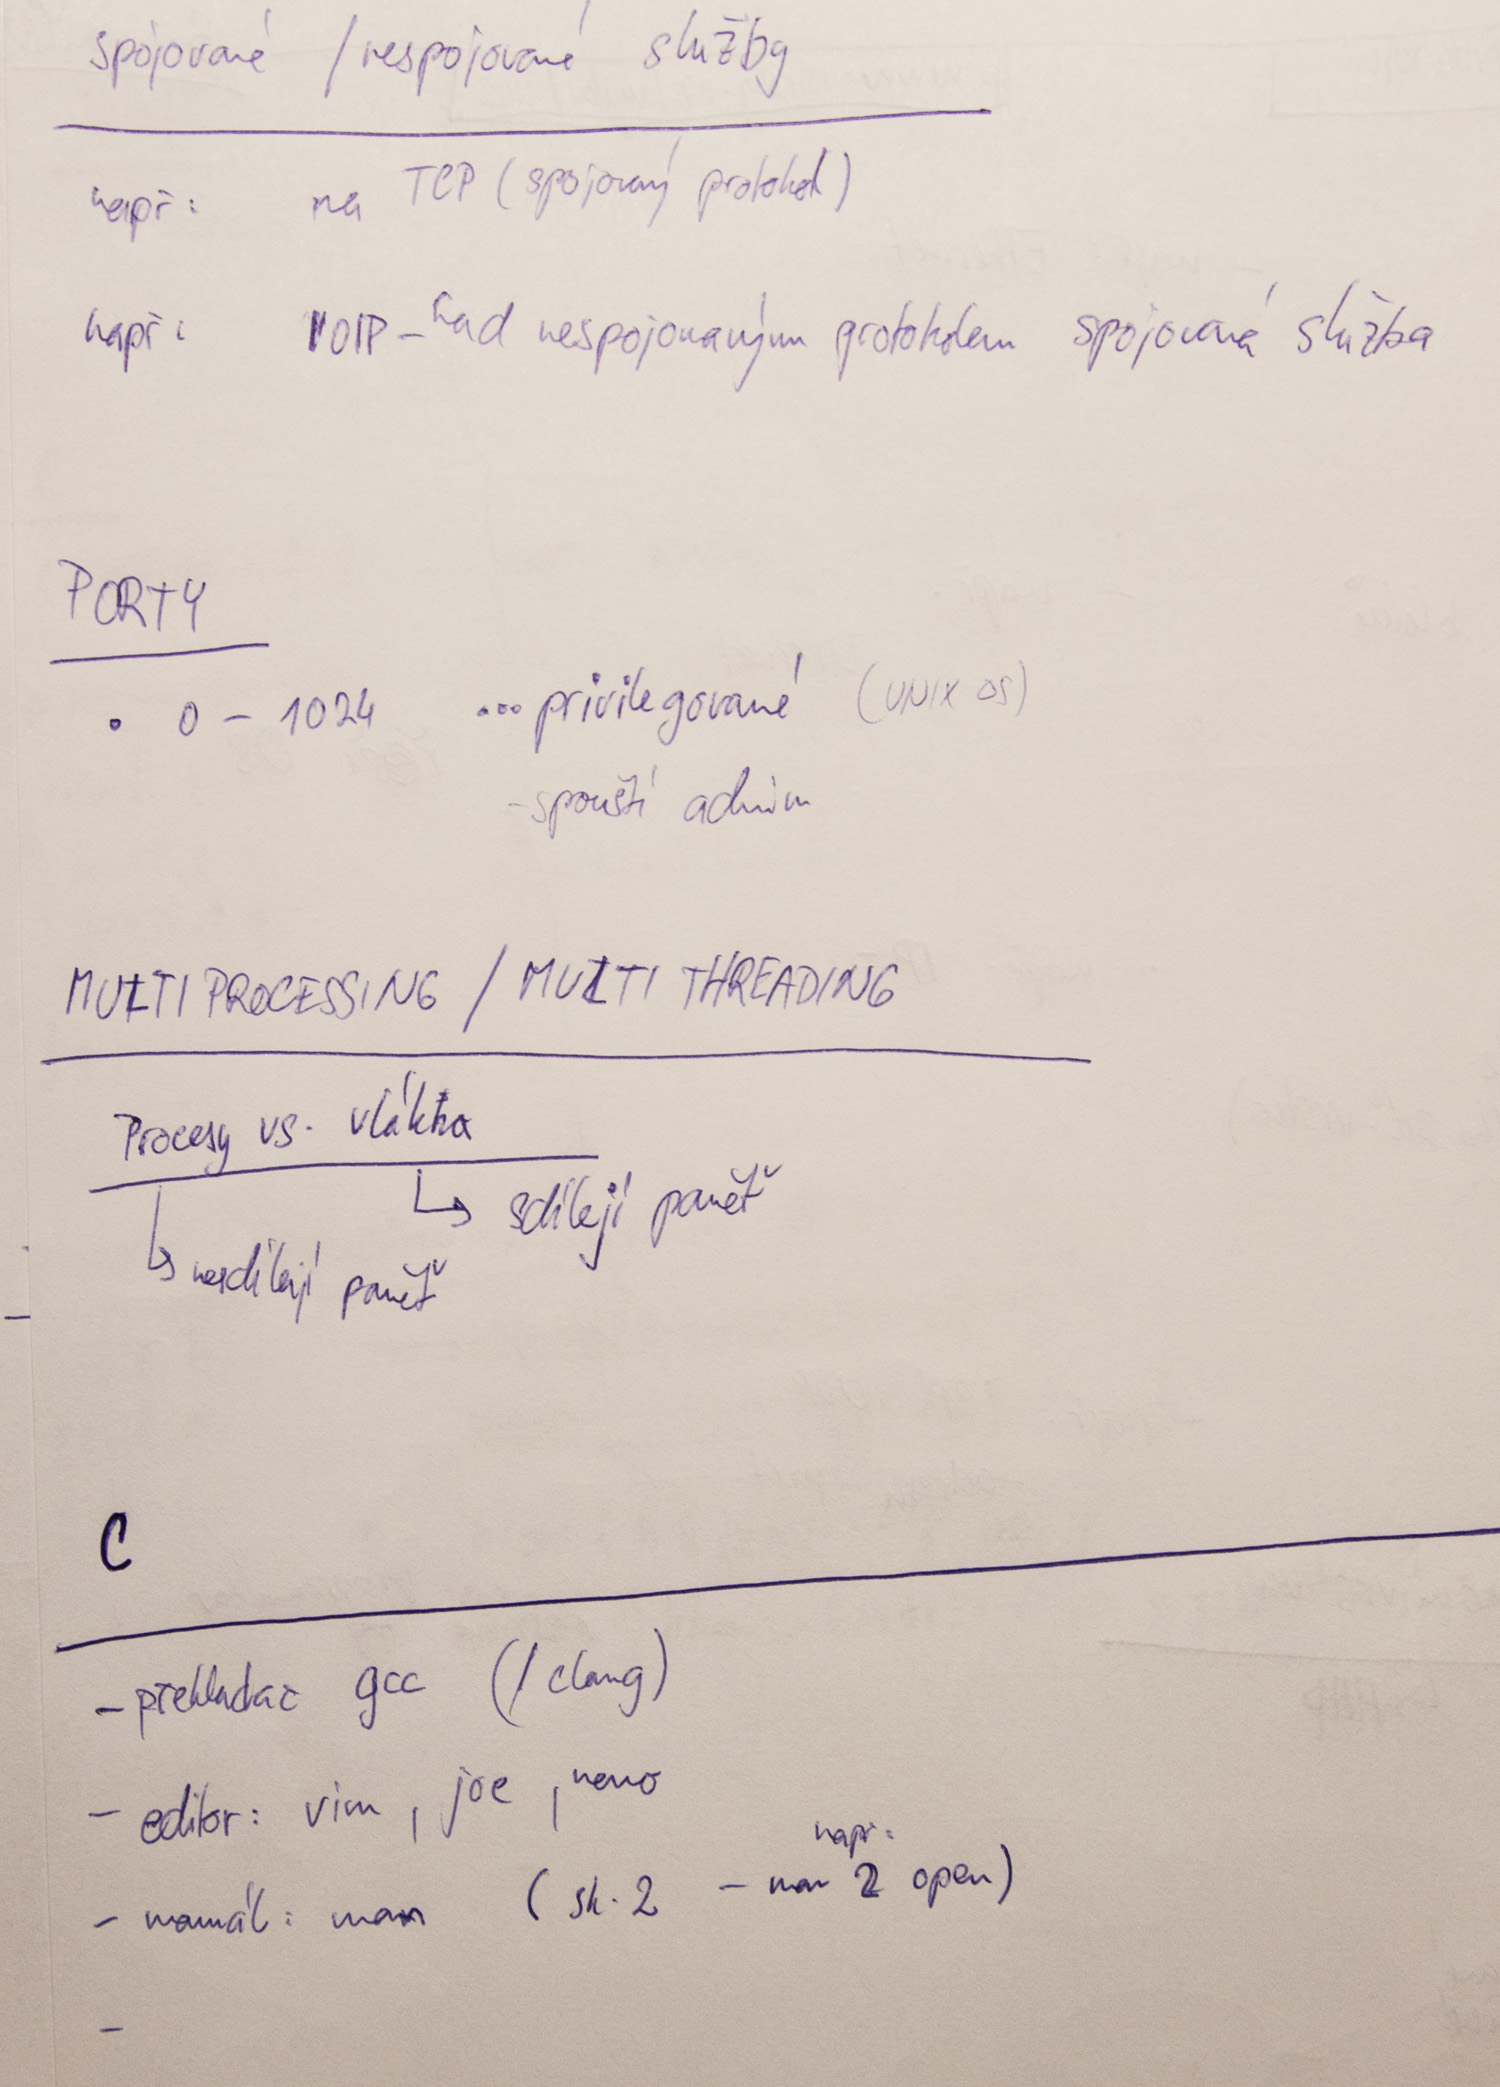 spojované / nespojované služby
např: na TCP (spojovaný protokol)
např: VOIP - nad nespojovaným protokolem spojovaná služba
PORTY
• 0 - 1024 ... privilegované (UNIX OS)
- spouští admin
MULTIPROCESSING / MULTI THREADING
Procesy vs. vlákna
sdílejí paměť
nesdílejí paměť
C
- překladač gcc (/clang)
- editor: vim, joe, nano
např:
- manuál: man (sk. 2 - man 2 open)
-